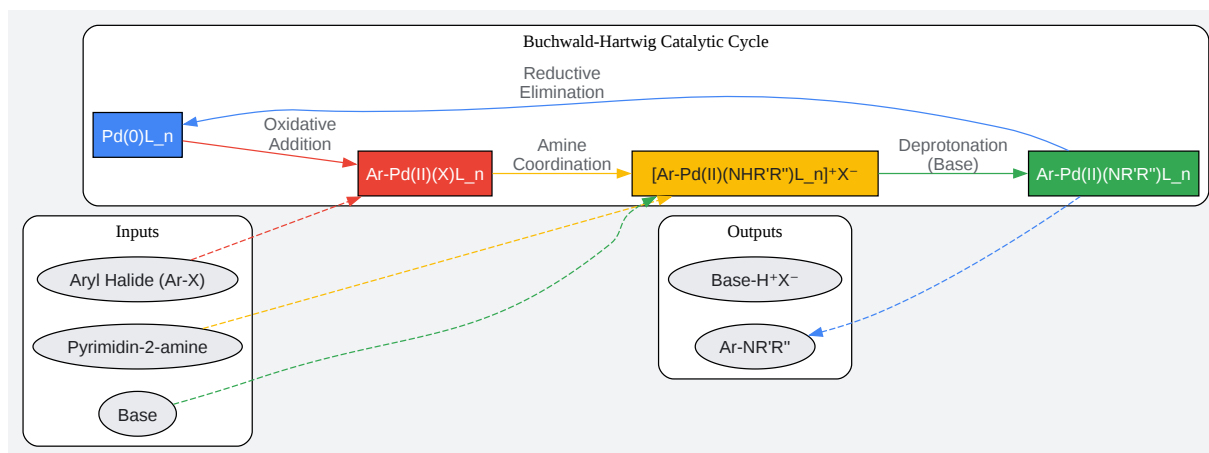 Buchwald-Hartwig Catalytic Cycle
Reductive
Elimination
Pd(0)L_n
Oxidative
Addition
Ar-Pd(II)(X)L_n
Amine
Coordination
[Ar-Pd(II)(NHR'R")L_n]⁺X⁻
Deprotonation
(Base)
Ar-Pd(II)(NR'R")L_n
Inputs
Aryl Halide (Ar-X)
Pyrimidin-2-amine
Base
Outputs
Base-H⁺X⁻
Ar-NR'R"